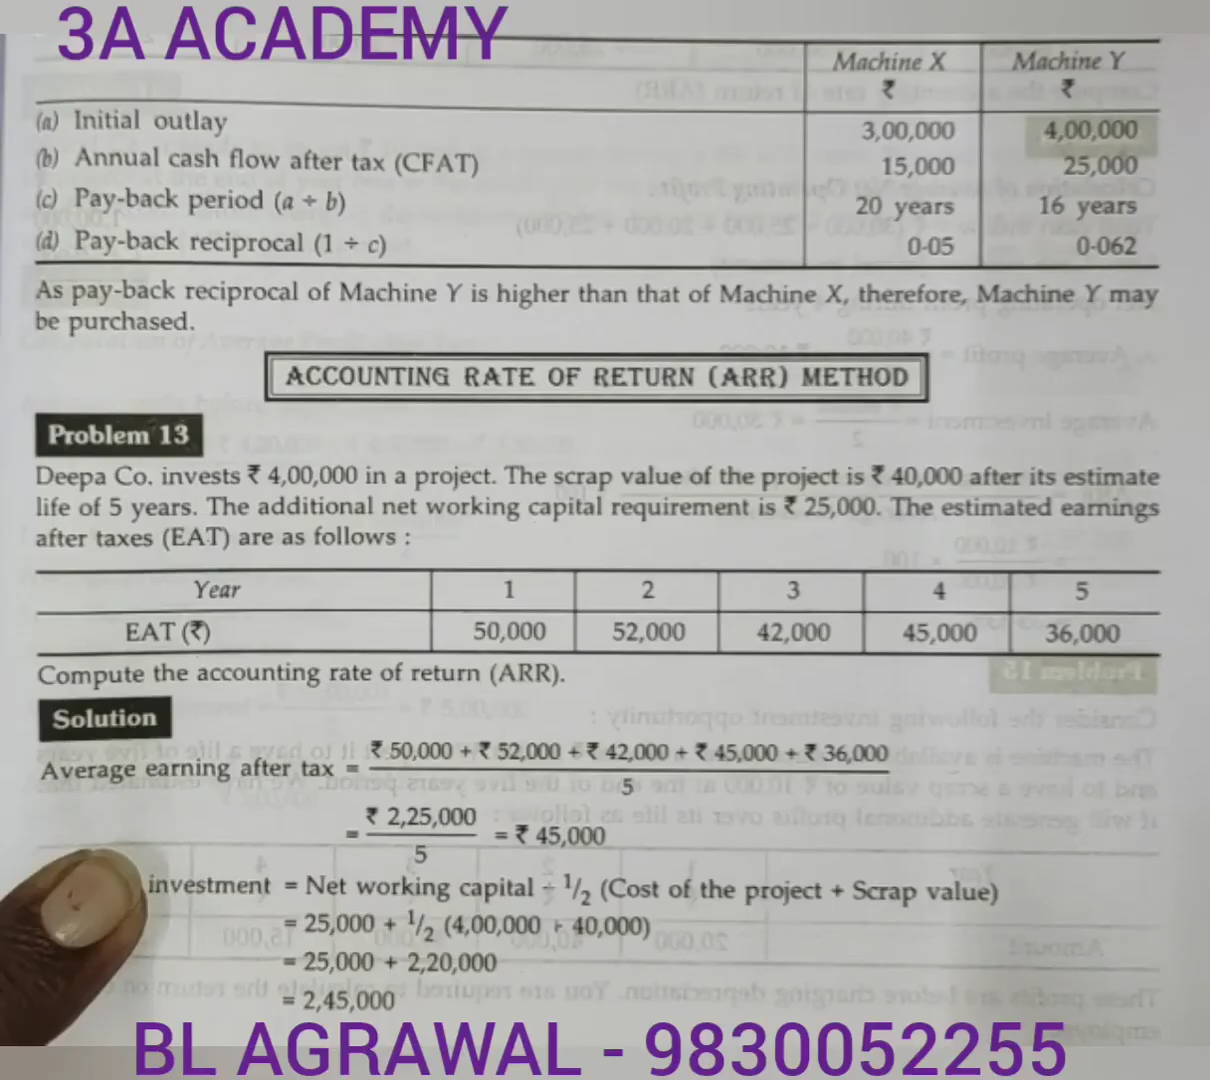 3A ACADEMY
Machine X Machine Y
₹ ₹
(a) Initial outlay 3,00,000 4,00,000
(b) Annual cash flow after tax (CFAT) 15,000 25,000
(c) Pay-back period (a ÷ b) 20 years 16 years
(d) Pay-back reciprocal (1 ÷ c) 0·05 0·062
As pay-back reciprocal of Machine Y is higher than that of Machine X, therefore, Machine Y may
be purchased.
ACCOUNTING RATE OF RETURN (ARR) METHOD
Problem 13
Deepa Co. invests ₹ 4,00,000 in a project. The scrap value of the project is ₹ 40,000 after its estimate
life of 5 years. The additional net working capital requirement is ₹ 25,000. The estimated earnings
after taxes (EAT) are as follows :
Year 1 2 3 4 5
EAT (₹) 50,000 52,000 42,000 45,000 36,000
Compute the accounting rate of return (ARR).
Solution
Average earning after tax = ₹ 50,000 + ₹ 52,000 + ₹ 42,000 + ₹ 45,000 + ₹ 36,000
5
= ₹ 2,25,000 = ₹ 45,000
5
investment = Net working capital + 1/2 (Cost of the project + Scrap value)
= 25,000 + 1/2 (4,00,000 + 40,000)
= 25,000 + 2,20,000
= 2,45,000
BL AGRAWAL - 9830052255